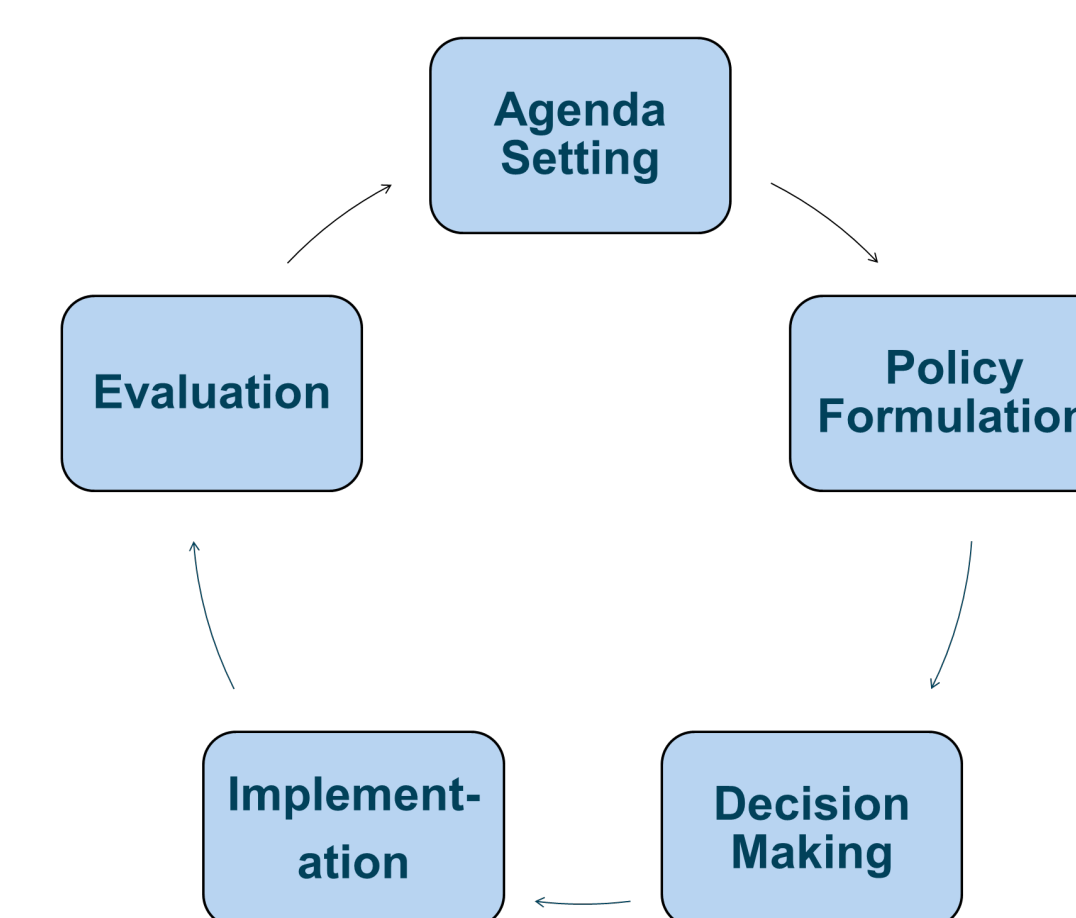 Agenda
Setting
Policy
Formulation
Decision
Making
Implement-
ation
Evaluation